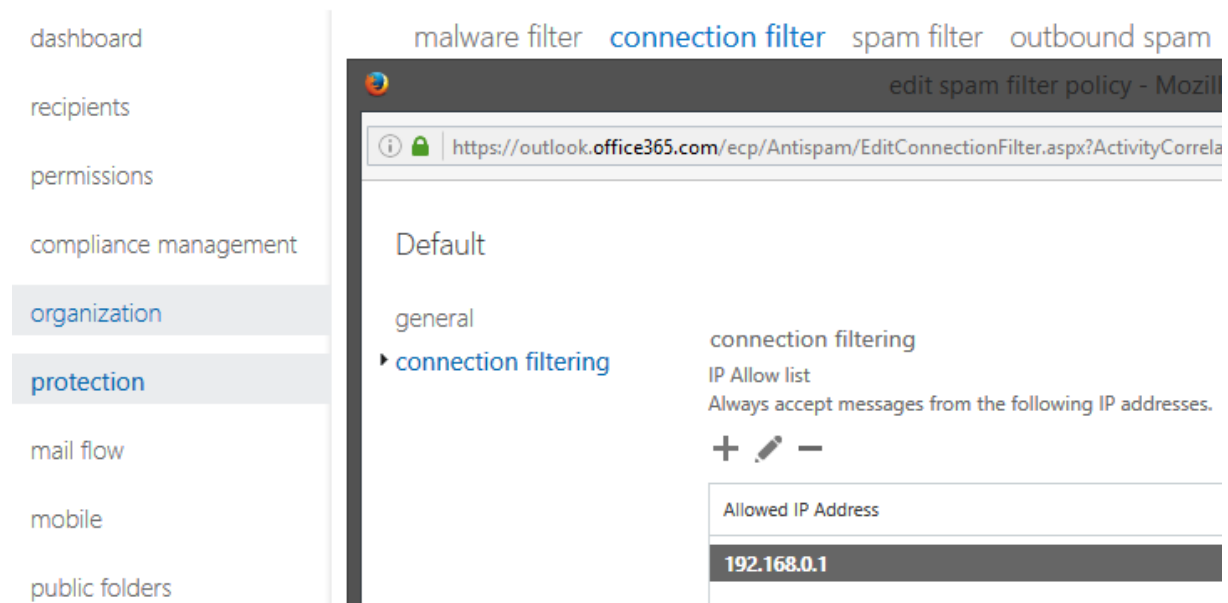 dashboard
recipients
permissions
compliance management
organization
protection
mail flow
mobile
public folders
malware filter connection filter spam filter outbound spam
edit spam filter policy - Mozill
https://outlook.office365.com/ecp/Antispam/EditConnectionFilter.aspx?ActivityCorrela
Default
general
connection filtering
connection filtering
IP Allow list
Always accept messages from the following IP addresses.
Allowed IP Address
192.168.0.1